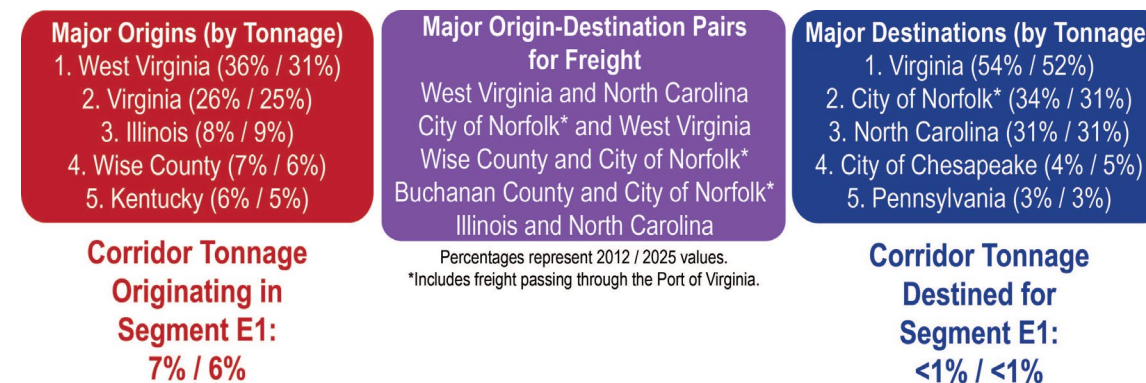 Major Origins (by Tonnage)
1. West Virginia (36% / 31%)
2. Virginia (26% / 25%)
3. Illinois (8% / 9%)
4. Wise County (7% / 6%)
5. Kentucky (6% / 5%)
Corridor Tonnage
Originating in
Segment E1:
7% / 6%
Major Origin-Destination Pairs
for Freight
West Virginia and North Carolina
City of Norfolk* and West Virginia
Wise County and City of Norfolk*
Buchanan County and City of Norfolk*
Illinois and North Carolina
Percentages represent 2012 / 2025 values.
*Includes freight passing through the Port of Virginia.
Major Destinations (by Tonnage
1. Virginia (54% / 52%)
2. City of Norfolk* (34% / 31%)
3. North Carolina (31% / 31%)
4. City of Chesapeake (4% / 5%)
5. Pennsylvania (3% / 3%)
Corridor Tonnage
Destined for
Segment E1:
<1% / <1%